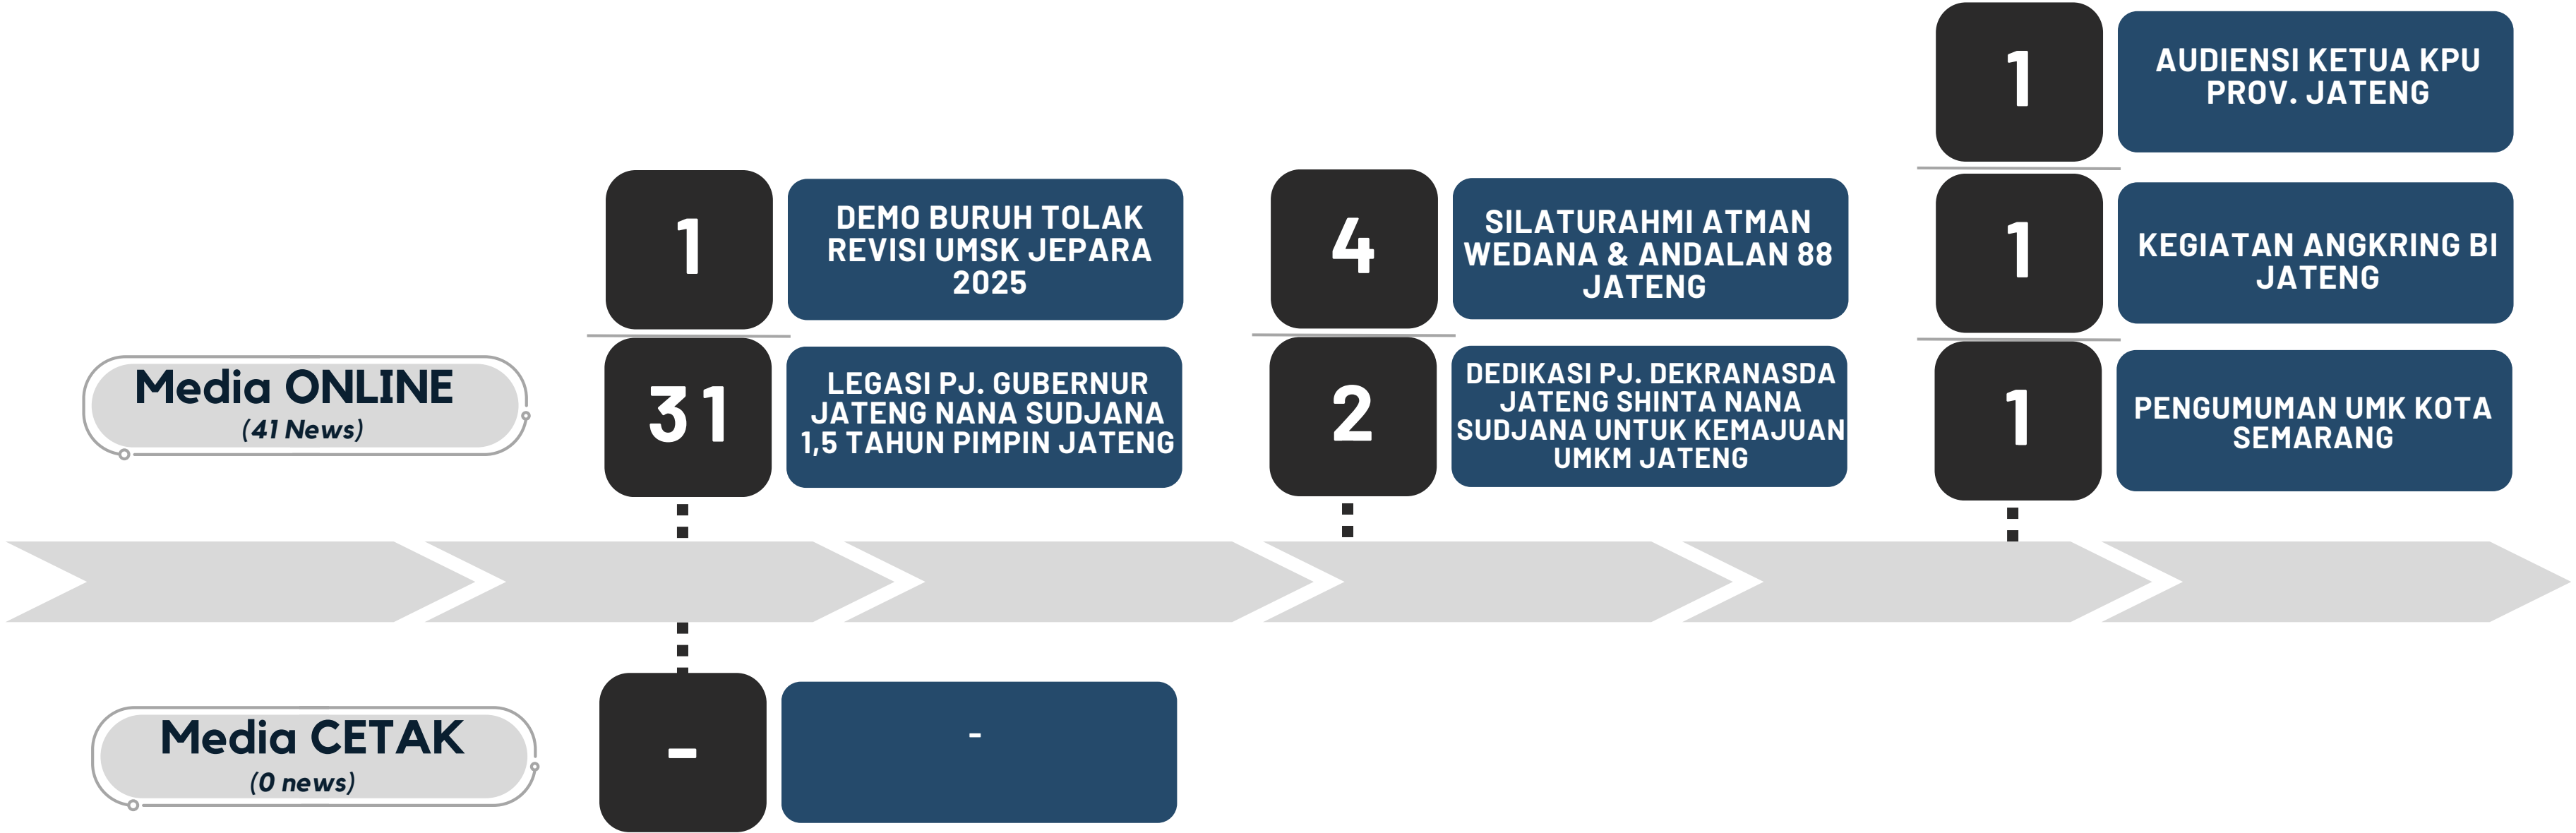 Media ONLINE
(41 News)
1
DEMO BURUH TOLAK
REVISI UMSK JEPARA
2025
31
LEGASI PJ. GUBERNUR
JATENG NANA SUDJANA
1,5 TAHUN PIMPIN JATENG
4
SILATURAHMI ATMAN
WEDANA & ANDALAN 88
JATENG
2
DEDIKASI PJ. DEKRANASDA
JATENG SHINTA NANA
SUDJANA UNTUK KEMAJUAN
UMKM JATENG
1
AUDIENSI KETUA KPU
PROV. JATENG
1
KEGIATAN ANGKRING BI
JATENG
1
PENGUMUMAN UMK KOTA
SEMARANG
Media CETAK
(0 news)
-
-